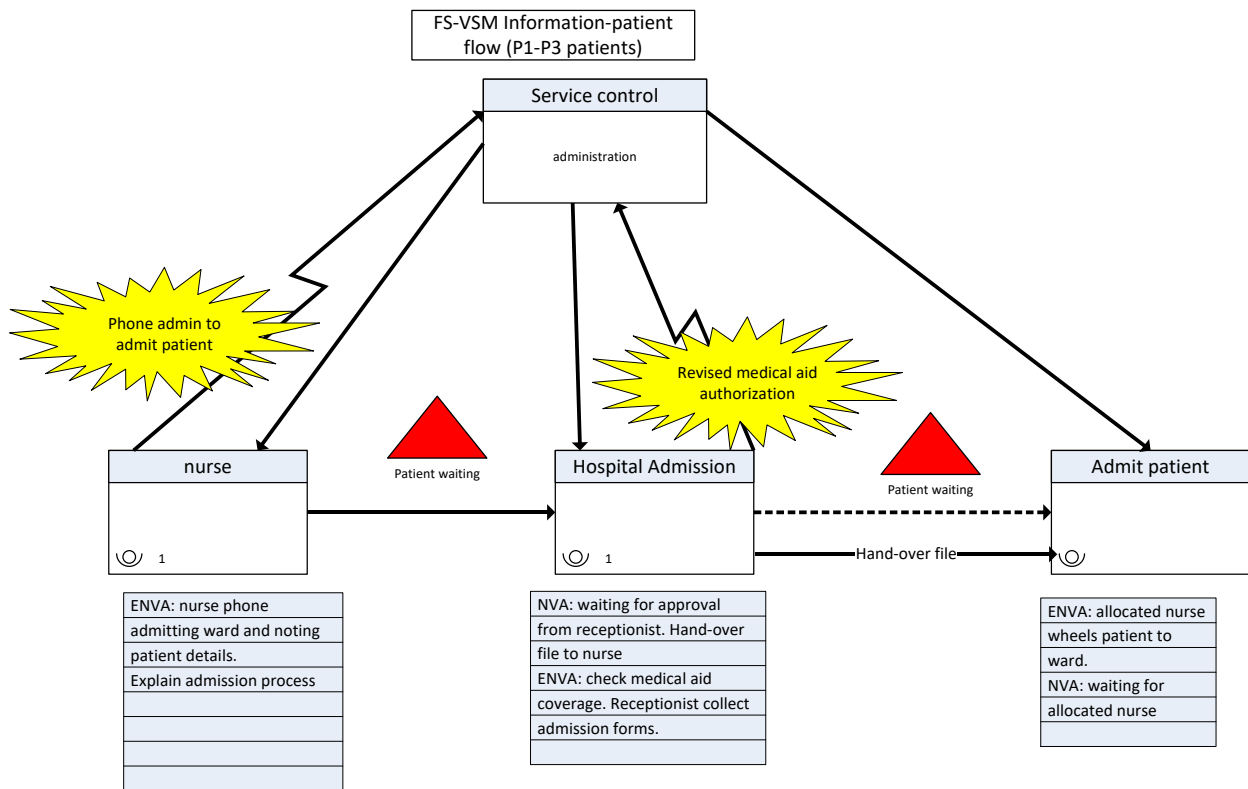 FS-VSM Information-patient
flow (P1-P3 patients)
Service control
administration
Phone admin to
admit patient
Revised medical aid
authorization
Patient waiting
Patient waiting
nurse
1
Hospital Admission
1
Admit patient
Hand-over file
ENVA: nurse phone
admitting ward and noting
patient details.
Explain admission process
NVA: waiting for approval
from receptionist. Hand-over
file to nurse
ENVA: check medical aid
coverage. Receptionist collect
admission forms.
ENVA: allocated nurse
wheels patient to
ward.
NVA: waiting for
allocated nurse